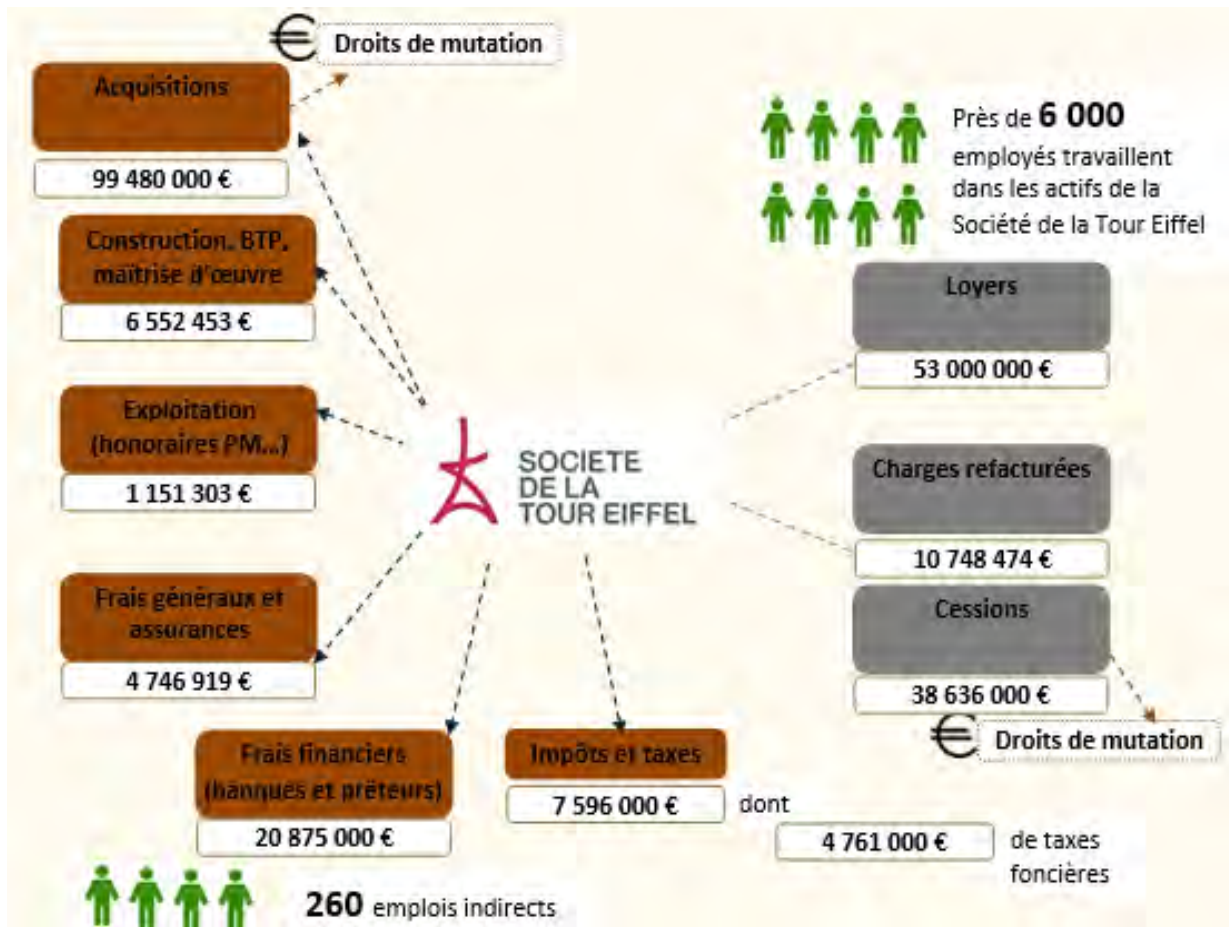 € Droits de mutation
Acquisitions
99 480 000 €
Construction, BTP,
maîtrise d'œuvre
6 552 453 €
Exploitation
(honoraires PM...)
1 151 303 €
Frais généraux et
assurances
4 746 919 €
Frais financiers
(banques et prêteurs)
20 875 000 €
260 emplois indirects
Impôts et taxes
7 596 000 € dont
4 761 000 € de taxes
foncières
SOCIETE
DE LA
TOUR EIFFEL
Près de 6 000
employés travaillent
dans les actifs de la
Société de la Tour Eiffel
Loyers
53 000 000 €
Charges refacturées
10 748 474 €
Cessions
38 636 000 €
€ Droits de mutation